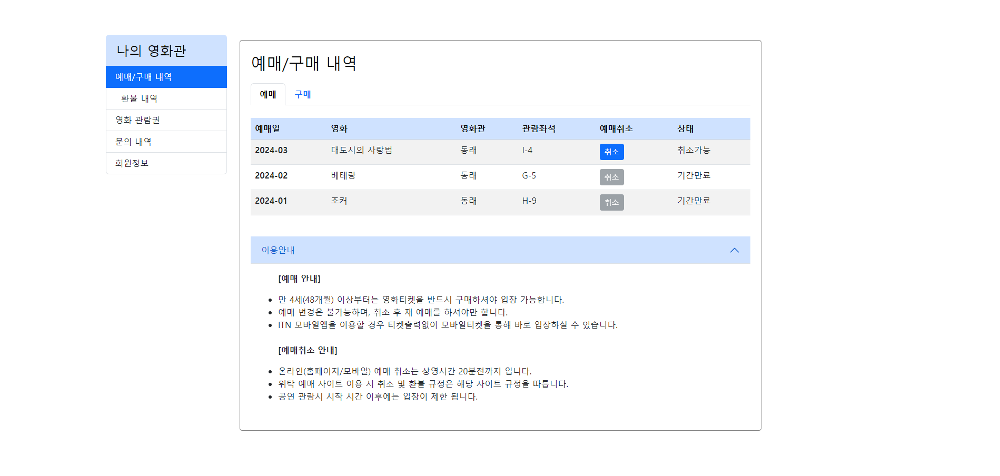 나의 영화관
예매/구매 내역
환불 내역
영화 관람권
문의 내역
회원정보
예매/구매 내역
예매 구매
예매일 영화 영화관 관람좌석 예매취소 상태
2024-03 대도시의 사랑법 동래 I-4 취소 취소가능
2024-02 베테랑 동래 G-5 취소 기간만료
2024-01 조커 동래 H-9 취소 기간만료
이용안내
[예매 안내]
만 4세(48개월) 이상부터는 영화티켓을 반드시 구매하셔야 입장 가능합니다.
예매 변경은 불가능하며, 취소 후 재 예매를 하셔야만 합니다.
ITN 모바일앱을 이용할 경우 티켓출력없이 모바일티켓을 통해 바로 입장하실 수 있습니다.
[예매취소 안내]
온라인(홈페이지/모바일) 예매 취소는 상영시간 20분전까지 입니다.
위탁 예매 사이트 이용 시 취소 및 환불 규정은 해당 사이트 규정을 따릅니다.
공연 관람시 시작 시간 이후에는 입장이 제한 됩니다.